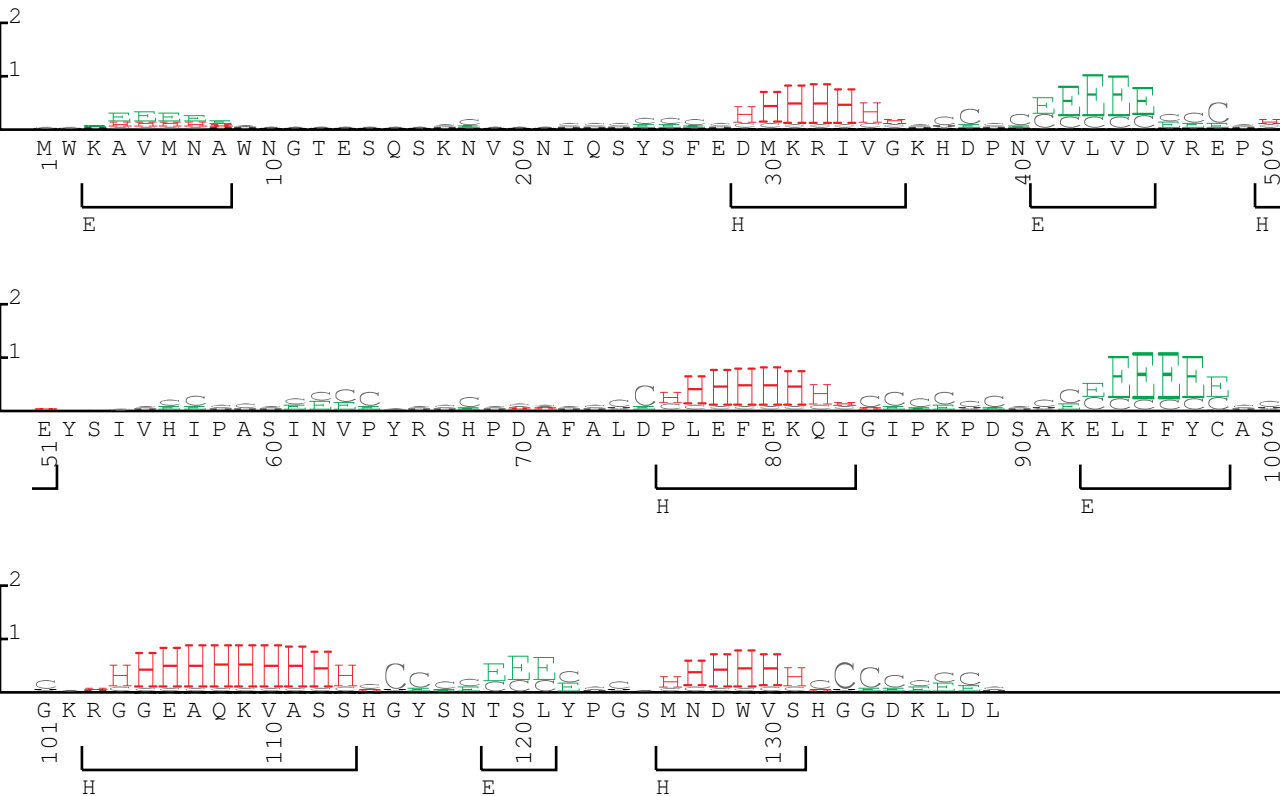 2
1
M W K A V M N A W N G T E S Q S K N V S N I Q S Y S F E D M K R I V G K H D P N V V L V D V R E P S
1 10 20 30 40 50
E H E H
2
1
E Y S I V H I P A S I N V P Y R S H P D A F A L D P L E F E K Q I G I P K P D S A K E L I F Y C A S
51 60 70 80 90 100
H E
2
1
G K R G G E A Q K V A S S H G Y S N T S L Y P G S M N D W V S H G G D K L D L
101 110 120 130
H E H